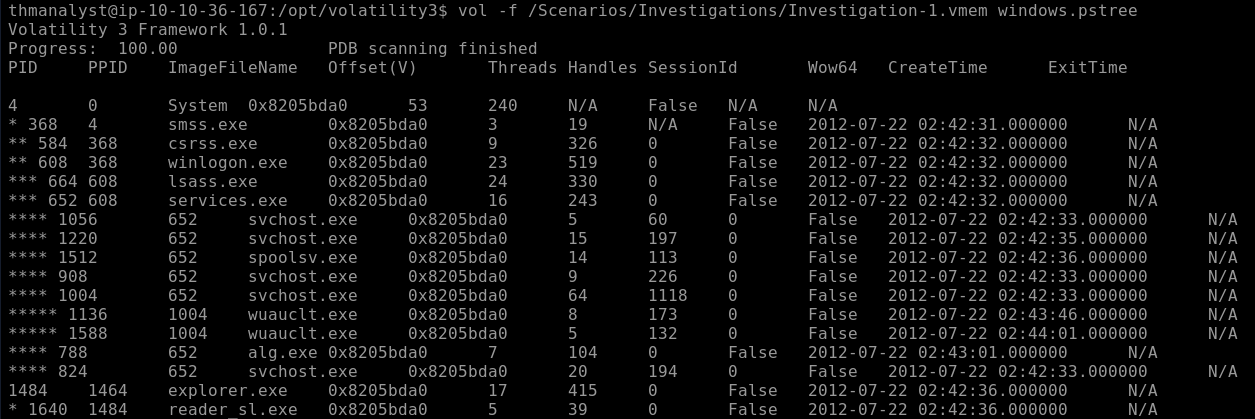 thmanalyst@ip-10-10-36-167:/opt/volatility3$ vol -f /Scenarios/Investigations/Investigation-1.vmem windows.pstree
Volatility 3 Framework 1.0.1
Progress:  100.00               PDB scanning finished
PID     PPID    ImageFileName   Offset(V)       Threads Handles SessionId       Wow64   CreateTime      ExitTime
4       0       System  0x8205bda0      53      240     N/A     False   N/A     N/A
* 368   4       smss.exe        0x8205bda0      3       19      N/A     False   2012-07-22 02:42:31.000000      N/A
** 584  368     csrss.exe       0x8205bda0      9       326     0       False   2012-07-22 02:42:32.000000      N/A
** 608  368     winlogon.exe    0x8205bda0      23      519     0       False   2012-07-22 02:42:32.000000      N/A
*** 664 608     lsass.exe       0x8205bda0      24      330     0       False   2012-07-22 02:42:32.000000      N/A
*** 652 608     services.exe    0x8205bda0      16      243     0       False   2012-07-22 02:42:32.000000      N/A
**** 1056       652     svchost.exe     0x8205bda0      5       60      0       False   2012-07-22 02:42:33.000000      N/A
**** 1220       652     svchost.exe     0x8205bda0      15      197     0       False   2012-07-22 02:42:35.000000      N/A
**** 1512       652     spoolsv.exe     0x8205bda0      14      113     0       False   2012-07-22 02:42:36.000000      N/A
**** 908        652     svchost.exe     0x8205bda0      9       226     0       False   2012-07-22 02:42:33.000000      N/A
**** 1004       652     svchost.exe     0x8205bda0      64      1118    0       False   2012-07-22 02:42:33.000000      N/A
***** 1136      1004    wuauclt.exe     0x8205bda0      8       173     0       False   2012-07-22 02:43:46.000000      N/A
***** 1588      1004    wuauclt.exe     0x8205bda0      5       132     0       False   2012-07-22 02:44:01.000000      N/A
**** 788        652     alg.exe 0x8205bda0      7       104     0       False   2012-07-22 02:43:01.000000      N/A
**** 824        652     svchost.exe     0x8205bda0      20      194     0       False   2012-07-22 02:42:33.000000      N/A
1484    1464    explorer.exe    0x8205bda0      17      415     0       False   2012-07-22 02:42:36.000000      N/A
* 1640  1484    reader_sl.exe   0x8205bda0      5       39      0       False   2012-07-22 02:42:36.000000      N/A